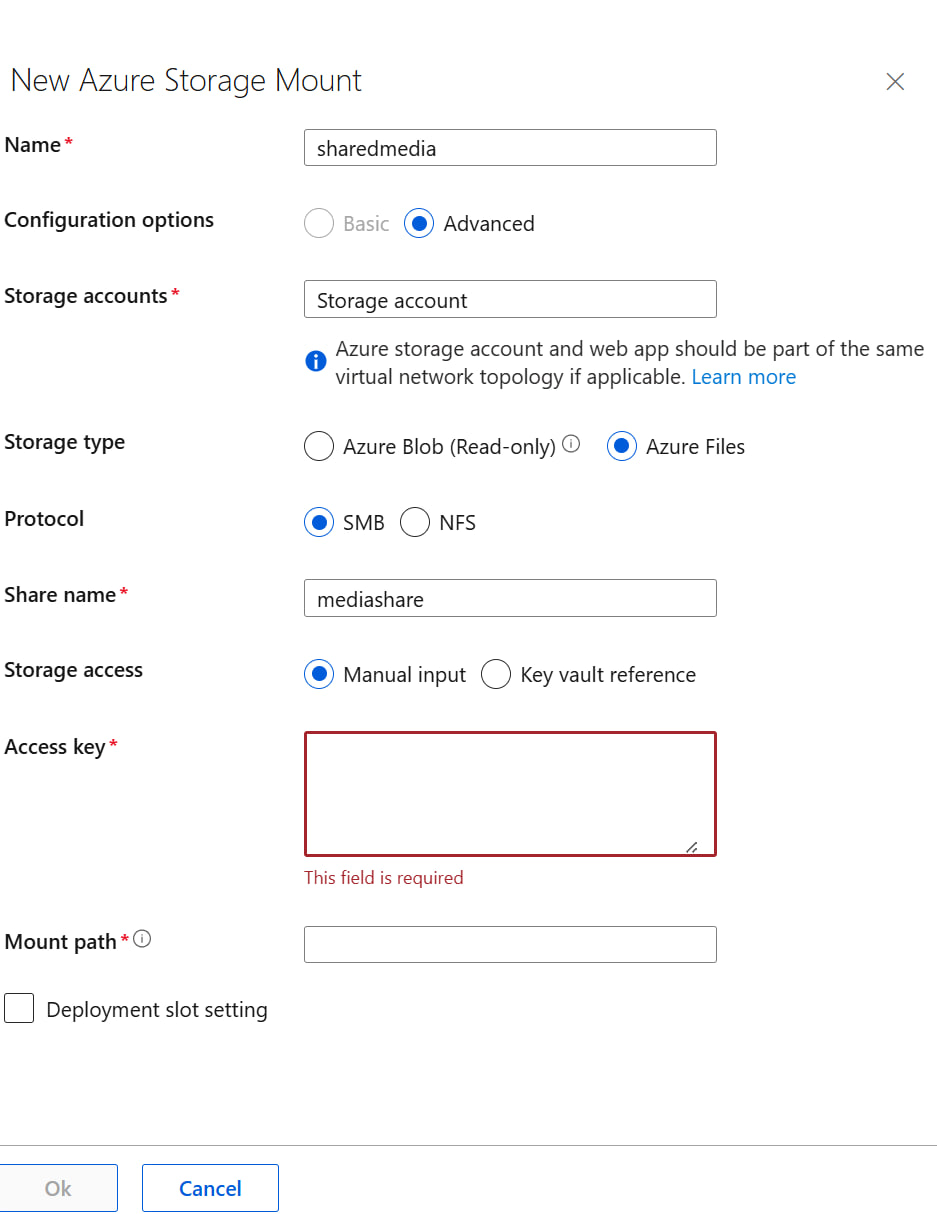 New Azure Storage Mount
Name*
sharedmedia
Configuration options
Basic
Advanced
Storage accounts*
Storage account
Azure storage account and web app should be part of the same
virtual network topology if applicable. Learn more
Storage type
Azure Blob (Read-only)
Azure Files
Protocol
SMB
NFS
Share name*
mediashare
Storage access
Manual input
Key vault reference
Access key*
This field is required
Mount path*
Deployment slot setting
Ok
Cancel